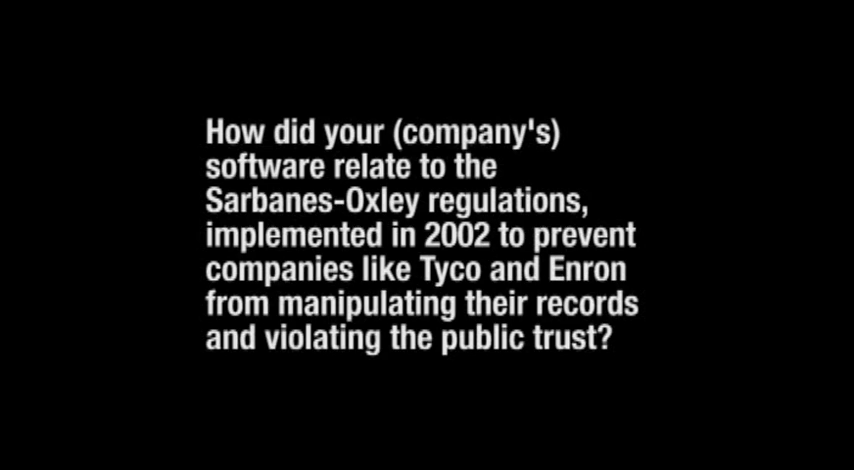 How did your (company's)
software relate to the
Sarbanes-Oxley regulations,
implemented in 2002 to prevent
companies like Tyco and Enron
from manipulating their records
and violating the public trust?